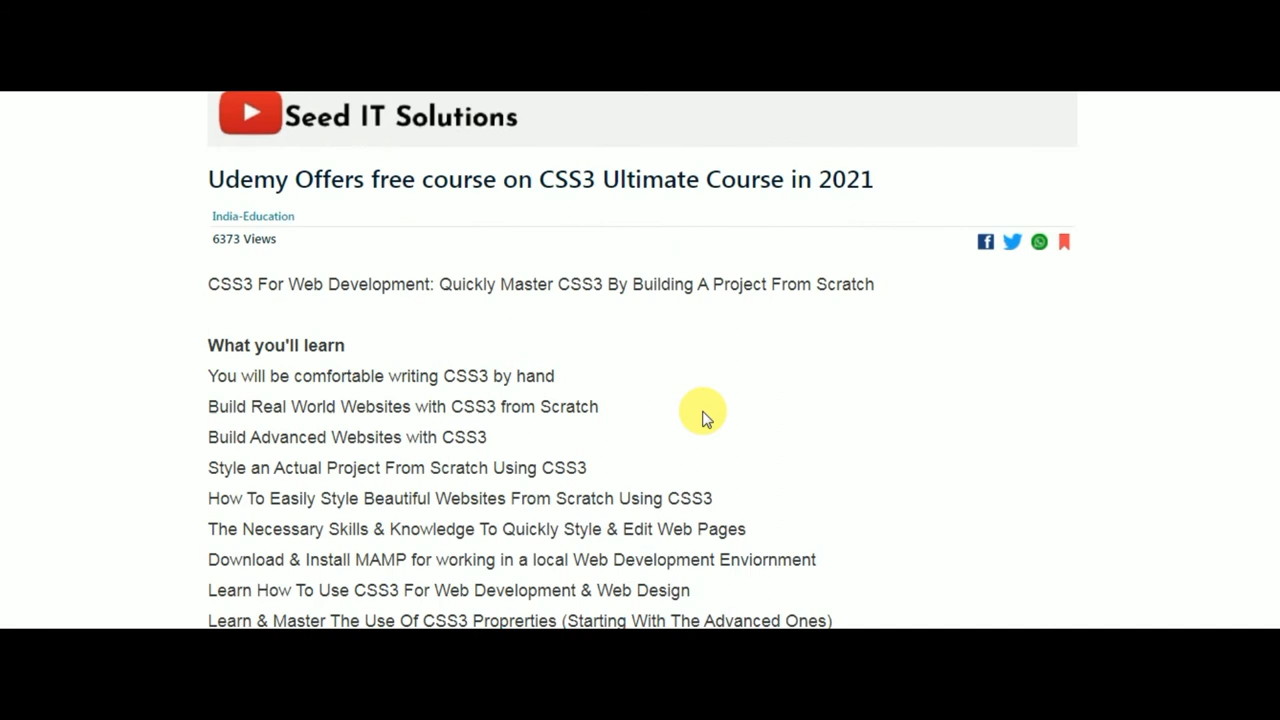 Seed IT Solutions
Udemy Offers free course on CSS3 Ultimate Course in 2021
India-Education
6373 Views
CSS3 For Web Development: Quickly Master CSS3 By Building A Project From Scratch
What you'll learn
You will be comfortable writing CSS3 by hand
Build Real World Websites with CSS3 from Scratch
Build Advanced Websites with CSS3
Style an Actual Project From Scratch Using CSS3
How To Easily Style Beautiful Websites From Scratch Using CSS3
The Necessary Skills & Knowledge To Quickly Style & Edit Web Pages
Download & Install MAMP for working in a local Web Development Enviornment
Learn How To Use CSS3 For Web Development & Web Design
Learn & Master The Use Of CSS3 Proprerties (Starting With The Advanced Ones)